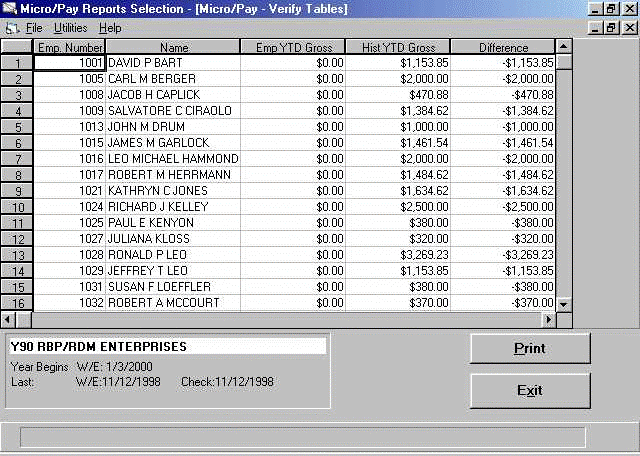 Micro/Pay Reports Selection - [Micro/Pay - Verify Tables]
File Utilities Help
Emp. Number Name Emp YTD Gross Hist YTD Gross Difference
1 1001 DAVID P BART $0.00 $1,153.85 -$1,153.85
2 1005 CARL M BERGER $0.00 $2,000.00 -$2,000.00
3 1008 JACOB H CAPLICK $0.00 $470.88 -$470.88
4 1009 SALVATORE C CIRAOLO $0.00 $1,384.62 -$1,384.62
5 1013 JOHN M DRUM $0.00 $1,000.00 -$1,000.00
6 1015 JAMES M GARLOCK $0.00 $1,461.54 -$1,461.54
7 1016 LEO MICHAEL HAMMOND $0.00 $2,000.00 -$2,000.00
8 1017 ROBERT M HERRMANN $0.00 $1,484.62 -$1,484.62
9 1021 KATHRYN C JONES $0.00 $1,634.62 -$1,634.62
10 1024 RICHARD J KELLEY $0.00 $2,500.00 -$2,500.00
11 1025 PAUL E KENYON $0.00 $380.00 -$380.00
12 1027 JULIANA KLOSS $0.00 $320.00 -$320.00
13 1028 RONALD P LEO $0.00 $3,269.23 -$3,269.23
14 1029 JEFFREY T LEO $0.00 $1,153.85 -$1,153.85
15 1031 SUSAN F LOEFFLER $0.00 $380.00 -$380.00
16 1032 ROBERT A MCCOURT $0.00 $370.00 -$370.00
Y90 RBP/RDM ENTERPRISES
Year Begins W/E: 1/3/2000
Last: W/E:11/12/1998 Check:11/12/1998
Print
Exit